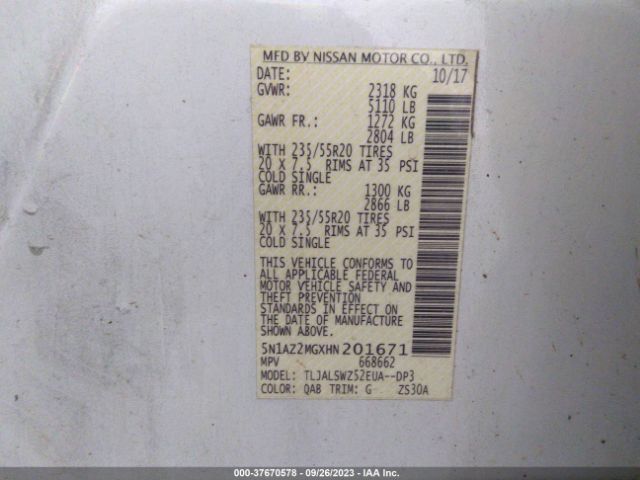 MFD BY NISSAN MOTOR CO., LTD.
DATE: 10/17
GVWR: 2318 KG
5110 LB
GAWR FR.: 1272 KG
2804 LB
WITH 235/55R20 TIRES
20 X 7.5 RIMS AT 35 PSI
COLD SINGLE
GAWR RR.: 1300 KG
2866 LB
WITH 235/55R20 TIRES
20 X 7.5 RIMS AT 35 PSI
COLD SINGLE
THIS VEHICLE CONFORMS TO
ALL APPLICABLE FEDERAL
MOTOR VEHICLE SAFETY AND
THEFT PREVENTION
STANDARDS IN EFFECT ON
THE DATE OF MANUFACTURE
SHOWN ABOVE.
5N1AZ2MGXHN201671
MPV 668662
MODEL: TLJALSWZ52EUA--DP3
COLOR: QAB TRIM: G ZS30A
000-37670578 - 09/26/2023 - IAA Inc.